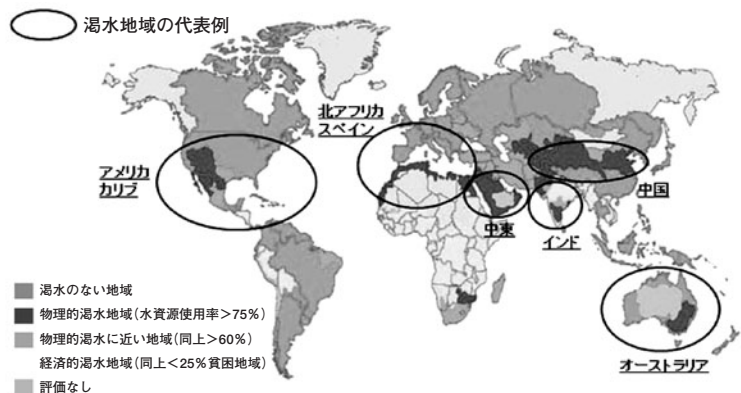 渇水地域の代表例
北アフリカ
スペイン
アメリカ
カリブ
中国
中東
インド
オーストラリア
渇水のない地域
物理的渇水地域(水資源使用率>75%)
物理的渇水に近い地域(同上>60%)
経済的渇水地域(同上<25%貧困地域)
評価なし